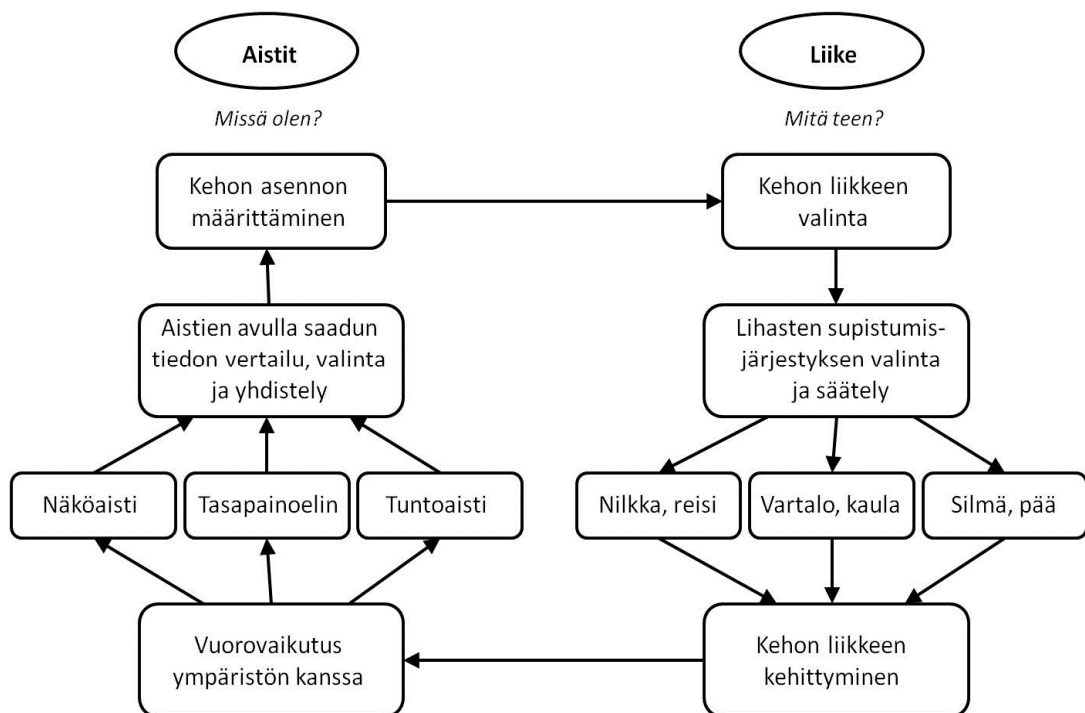 Aistit
Missä olen?
Kehon asennon
määrittäminen
Aistien avulla saadun
tiedon vertailu, valinta
ja yhdistely
Näköaisti
Tasapainoelin
Tuntoaisti
Vuorovaikutus
ympäristön kanssa
Liike
Mitä teen?
Kehon liikkeen
valinta
Lihasten supistumis-
järjestyksen valinta
ja säätely
Nilkka, reisi
Vartalo, kaula
Silmä, pää
Kehon liikkeen
kehittyminen